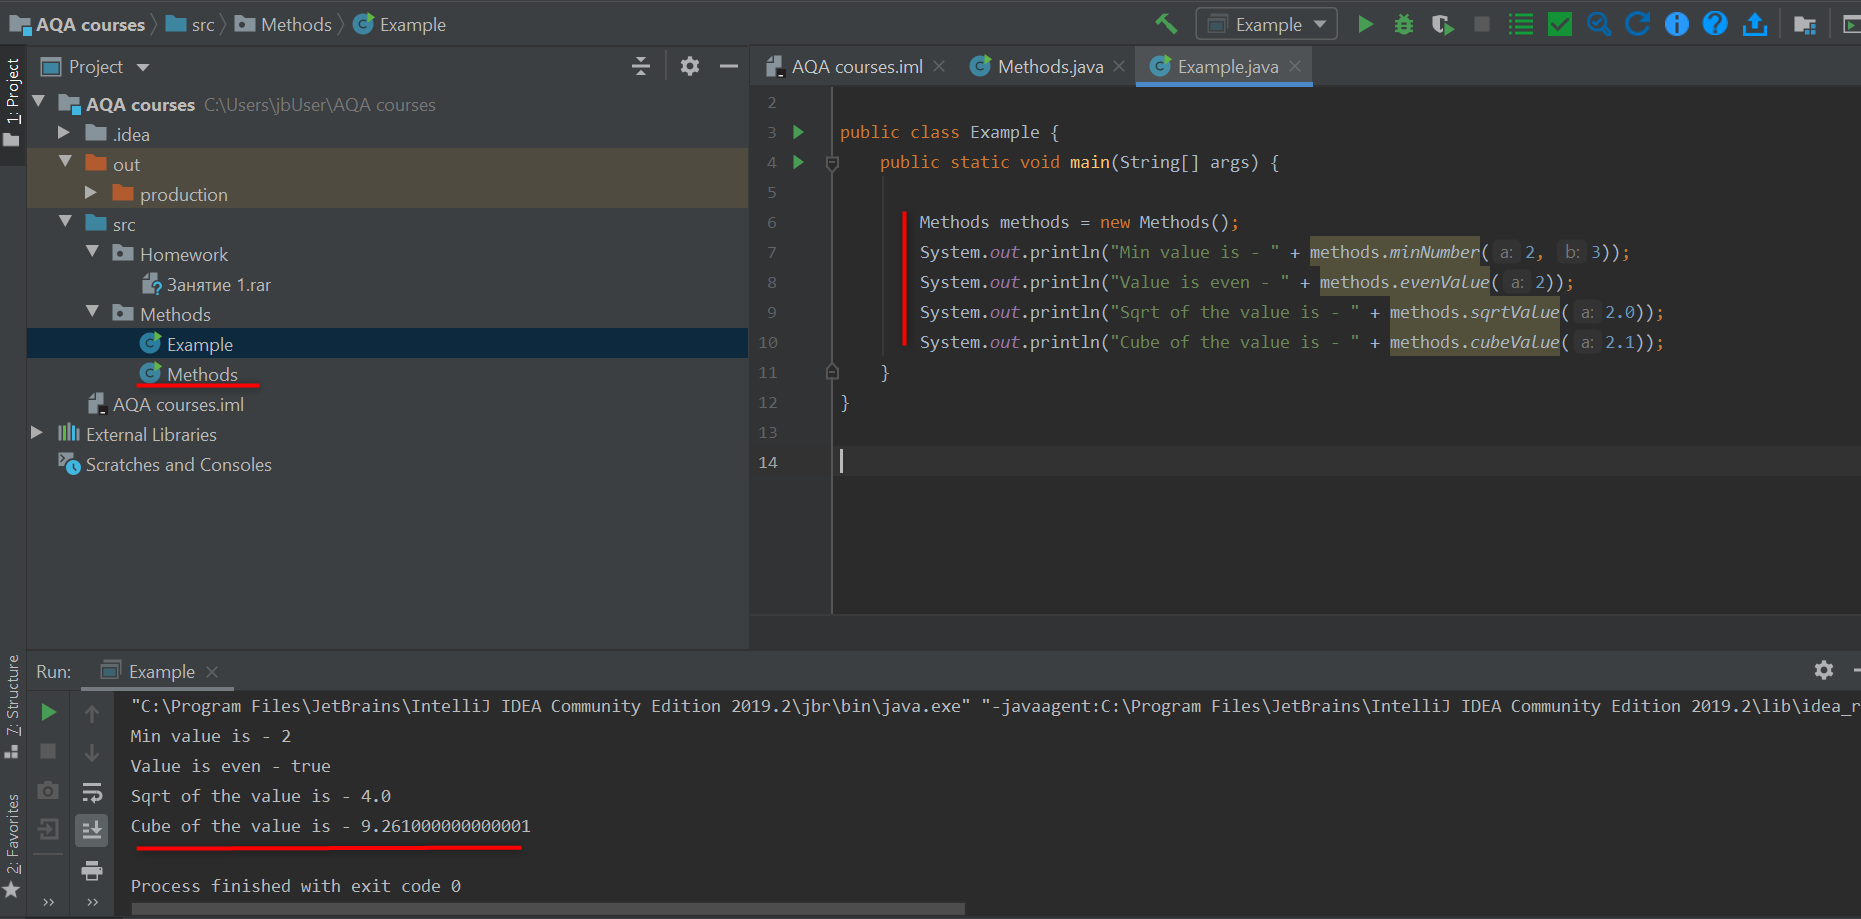 AQA courses src Methods Example
Example
1: Project
Project
AQA courses C:\Users\jbUser\AQA courses
.idea
out
production
src
Homework
Занятие 1.rar
Methods
Example
Methods
AQA courses.iml
External Libraries
Scratches and Consoles
AQA courses.iml Methods.java Example.java
2
3 public class Example {
4 public static void main(String[] args) {
5
6 Methods methods = new Methods();
7 System.out.println("Min value is - " + methods.minNumber( a: 2, b: 3));
8 System.out.println("Value is even - " + methods.evenValue( a: 2));
9 System.out.println("Sqrt of the value is - " + methods.sqrtValue( a: 2.0));
10 System.out.println("Cube of the value is - " + methods.cubeValue( a: 2.1));
11 }
12 }
13
14
7: Structure
2: Favorites
Run: Example
"C:\Program Files\JetBrains\IntelliJ IDEA Community Edition 2019.2\jbr\bin\java.exe" "-javaagent:C:\Program Files\JetBrains\IntelliJ IDEA Community Edition 2019.2\lib\idea_r
Min value is - 2
Value is even - true
Sqrt of the value is - 4.0
Cube of the value is - 9.261000000000001
Process finished with exit code 0